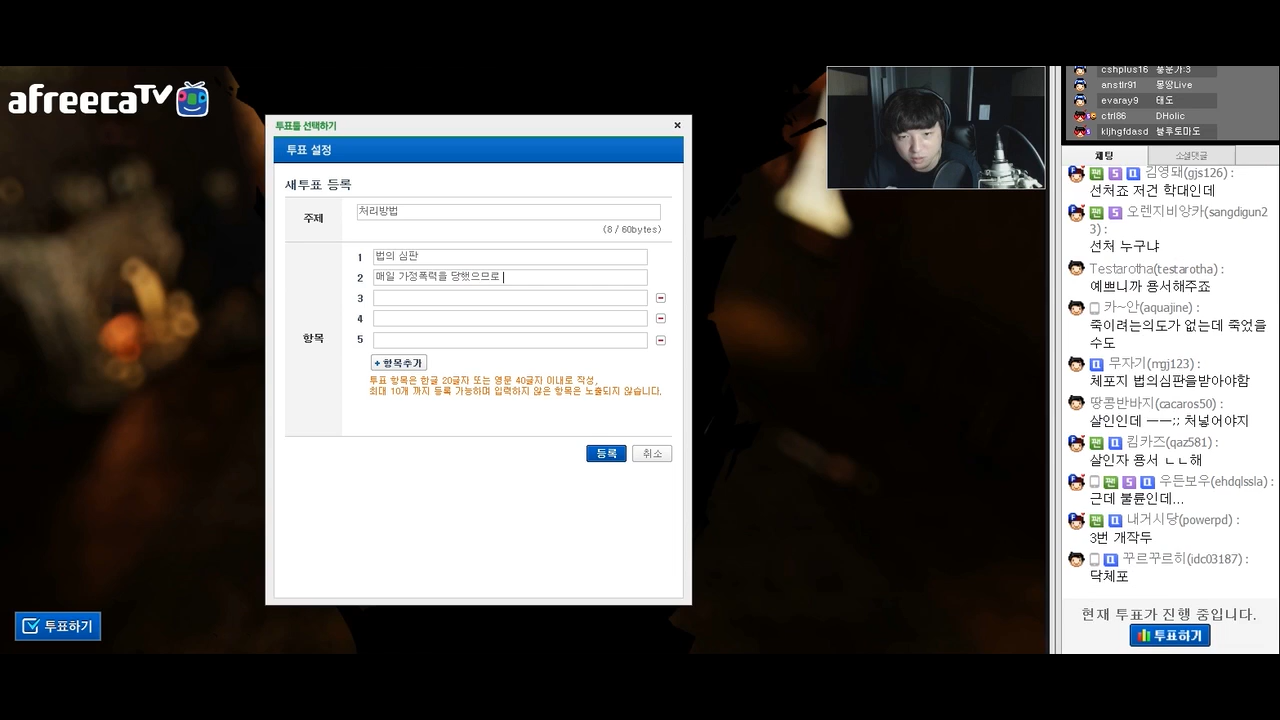 afreecaTV
투표를 선택하기
투표 설정
새투표 등록
주제
처리방법
(8 / 60bytes)
항목
1 법의 심판
2 매일 가정폭력을 당했으므로
3
4
5
+ 항목추가
투표 항목은 한글 20글자 또는 영문 40글자 이내로 작성,
최대 10개 까지 등록 가능하며 입력하지 않은 항목은 노출되지 않습니다.
등록 취소
투표하기
cshplus16
anstlr91 몽땅Live
evaray9 태도
ctrl86 DHolic
kljhgfdasd 불후토마도
채팅 소셜댓글
김영돼(gjs126) :
선처죠 저건 학대인데
오렌지비앙카(sangdigun2
3) :
선처 누구냐
Testarotha(testarotha) :
예쁘니까 용서해주죠
카~안(aquajine) :
죽이려는의도가 없는데 죽었을
수도
무자기(mgj123) :
체포지 법의심판을받아야함
땅콩반바지(cacaros50) :
살인인데 ㅡㅡ;; 처넣어야지
킴카즈(qaz581) :
살인자 용서 ㄴㄴ해
우든보우(ehdqlssla) :
근데 불륜인데...
내거시당(powerpd) :
3번 개작두
꾸르꾸르히(idc03187) :
닥체포
현재 투표가 진행 중입니다.
투표하기